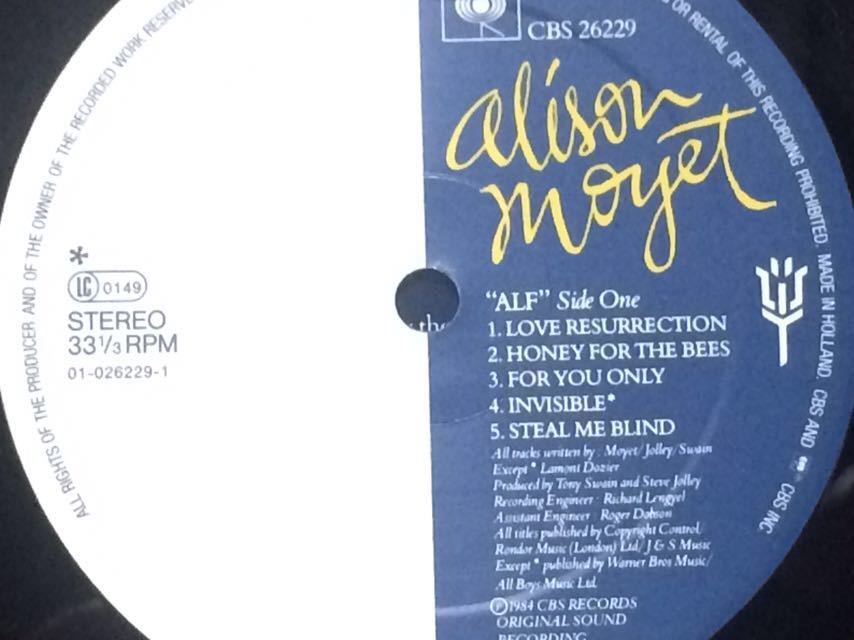 ALL RIGHTS OF THE PRODUCER AND OF THE OWNER OF THE RECORDED WORK RESERVE
OR RENTAL OF THIS RECORDING PROHIBITED. MADE IN HOLLAND. CBS AND CBS INC
CBS 26229
alison
moyet
*
LC 0149
STEREO
33 1/3 RPM
01-026229-1
"ALF" Side One
1. LOVE RESURRECTION
2. HONEY FOR THE BEES
3. FOR YOU ONLY
4. INVISIBLE*
5. STEAL ME BLIND
All tracks written by : Moyet/Jolley/Swain
Except * Lamont Dozier
Produced by Tony Swain and Steve Jolley
Recording Engineer : Richard Lengyel
Assistant Engineer : Roger Dobson
All titles published by Copyright Control/
Rondor Music (London) Ltd/J & S Music
Except * published by Warner Bros Music/
All Boys Music Ltd.
℗ 1984 CBS RECORDS
ORIGINAL SOUND
RECORDING
the